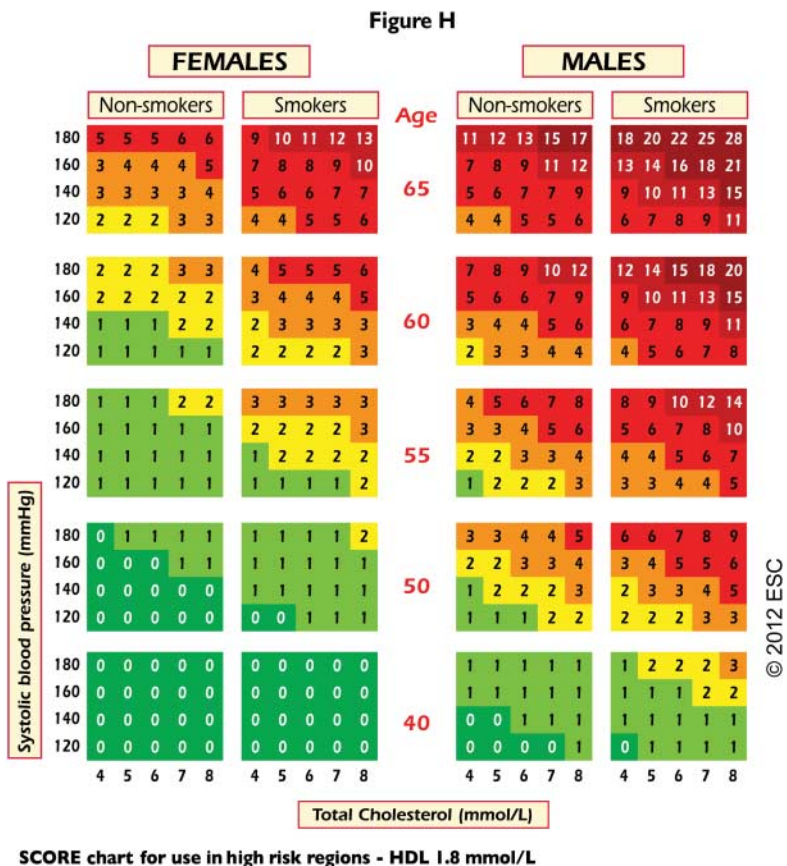 Figure H
FEMALES MALES
Non-smokers Smokers Age Non-smokers Smokers
180 5 5 5 6 6 9 10 11 12 13 11 12 13 15 17 18 20 22 25 28
160 3 4 4 4 5 7 8 8 9 10 7 8 9 11 12 13 14 16 18 21
65
140 3 3 3 3 4 5 6 6 7 7 5 6 7 7 9 9 10 11 13 15
120 2 2 2 3 3 4 4 5 5 6 4 4 5 5 6 6 7 8 9 11
180 2 2 2 3 3 4 5 5 5 6 7 8 9 10 12 12 14 15 18 20
160 2 2 2 2 2 3 4 4 4 5 5 6 6 7 9 9 10 11 13 15
60
140 1 1 1 2 2 2 3 3 3 3 3 4 4 5 6 6 7 8 9 11
120 1 1 1 1 1 2 2 2 2 3 2 3 3 4 4 4 5 6 7 8
180 1 1 1 2 2 3 3 3 3 3 4 5 6 7 8 8 9 10 12 14
160 1 1 1 1 1 2 2 2 2 3 3 3 4 5 6 5 6 7 8 10
55
140 1 1 1 1 1 1 2 2 2 2 2 2 3 3 4 4 4 5 6 7
120 1 1 1 1 1 1 1 1 1 2 1 2 2 2 3 3 3 4 4 5
180 0 1 1 1 1 1 1 1 1 2 3 3 4 4 5 6 6 7 8 9
160 0 0 0 1 1 1 1 1 1 1 2 2 3 3 4 3 4 5 5 6
50
140 0 0 0 0 0 1 1 1 1 1 1 2 2 2 3 2 3 3 4 5
120 0 0 0 0 0 0 0 1 1 1 1 1 1 2 2 2 2 2 3 3
180 0 0 0 0 0 0 0 0 0 0 1 1 1 1 1 1 2 2 2 3
160 0 0 0 0 0 0 0 0 0 0 1 1 1 1 1 1 1 1 2 2
40
140 0 0 0 0 0 0 0 0 0 0 0 0 1 1 1 1 1 1 1 1
120 0 0 0 0 0 0 0 0 0 0 0 0 0 0 1 0 1 1 1 1
4 5 6 7 8 4 5 6 7 8 4 5 6 7 8 4 5 6 7 8
Systolic blood pressure (mmHg)
© 2012 ESC
Total Cholesterol (mmol/L)
SCORE chart for use in high risk regions - HDL 1.8 mmol/L